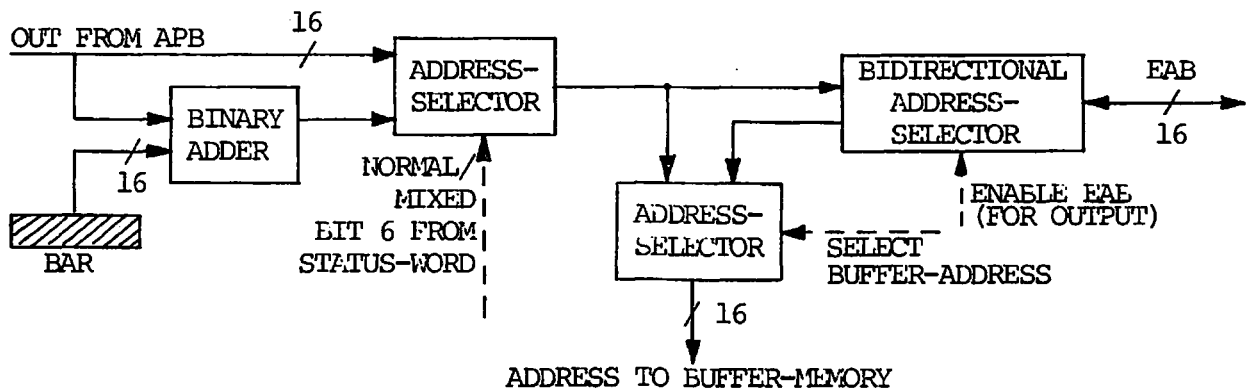 OUT FROM APB
16
ADDRESS-
SELECTOR
BINARY
ADDER
16
BAR
NORMAL/
MIXED
BIT 6 FROM
STATUS-WORD
BIDIRECTIONAL
ADDRESS-
SELECTOR
EAB
16
ADDRESS-
SELECTOR
ENABLE EAB
(FOR OUTPUT)
SELECT
BUFFER-ADDRESS
16
ADDRESS TO BUFFER-MEMORY